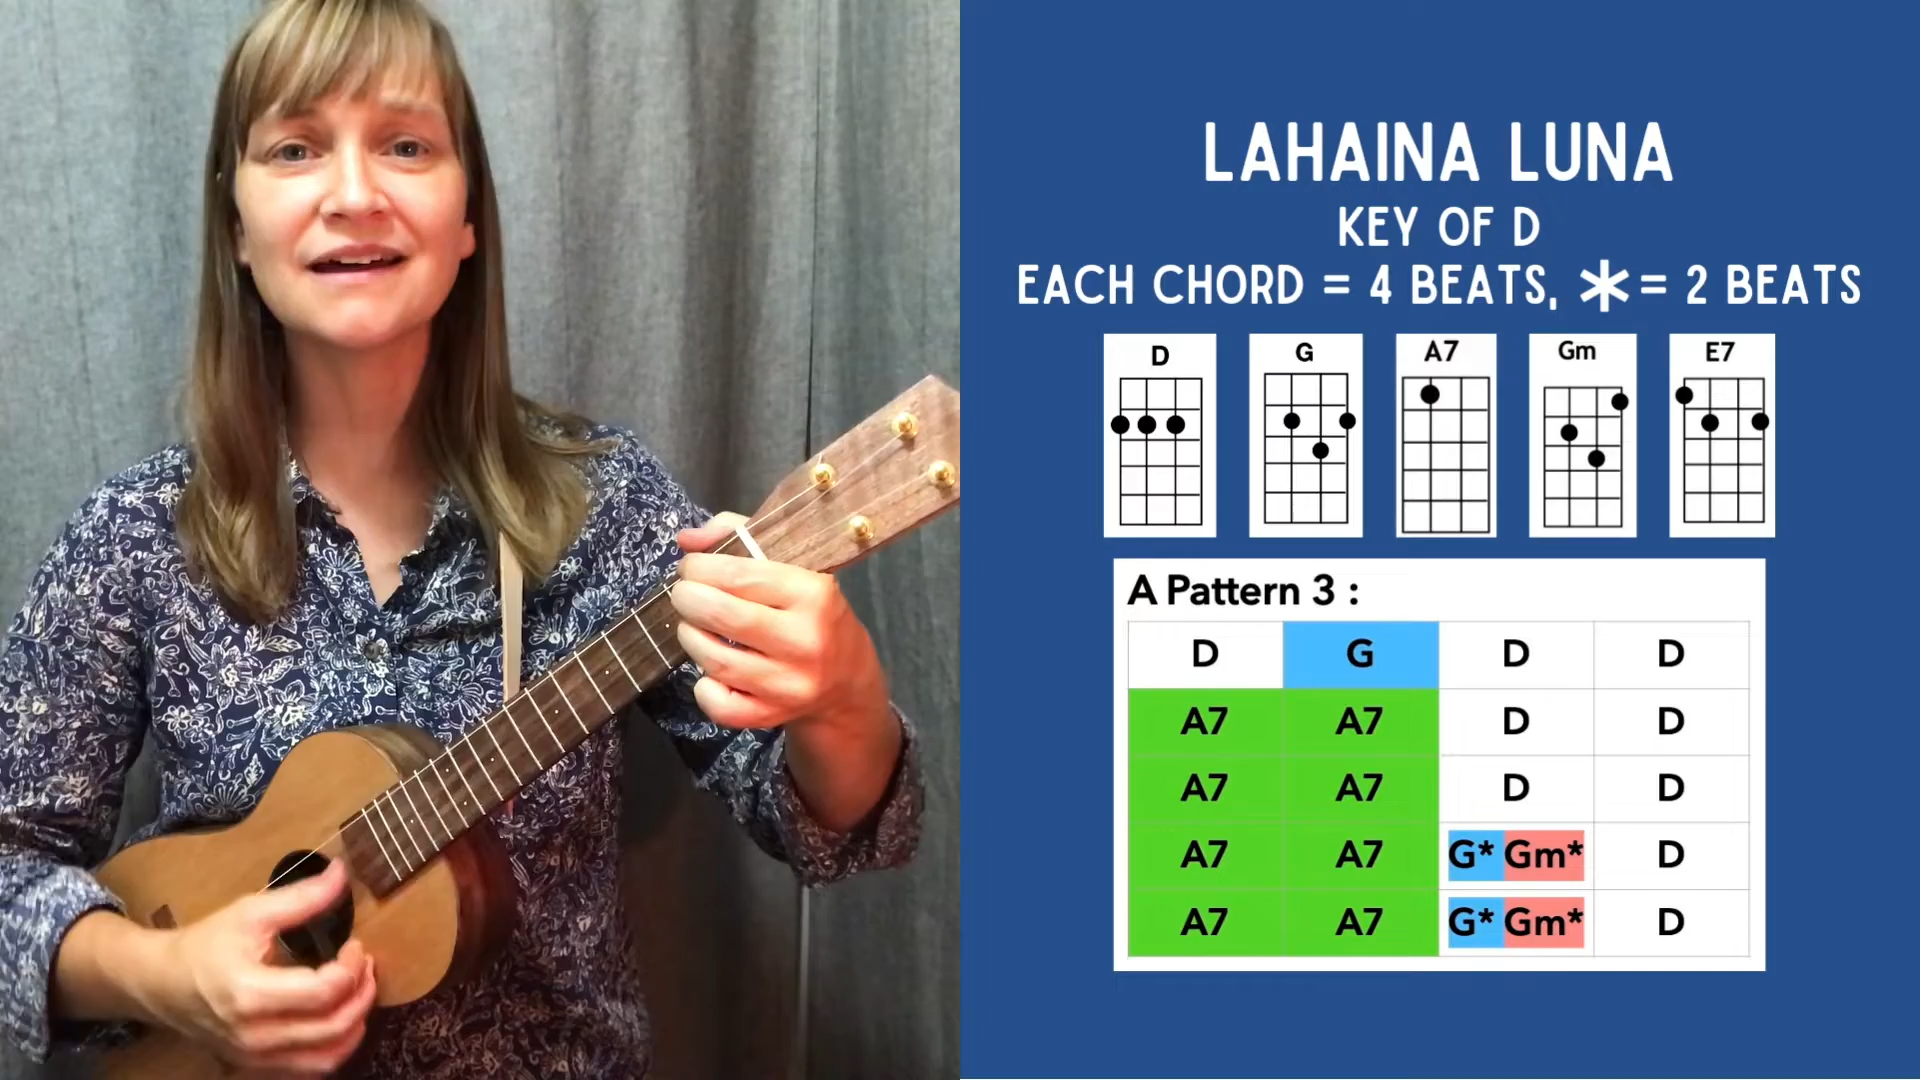 LAHAINA LUNA
KEY OF D
EACH CHORD = 4 BEATS, *= 2 BEATS
D G A7 Gm E7
A Pattern 3 :
D G D D
A7 A7 D D
A7 A7 D D
A7 A7 G* Gm* D
A7 A7 G* Gm* D